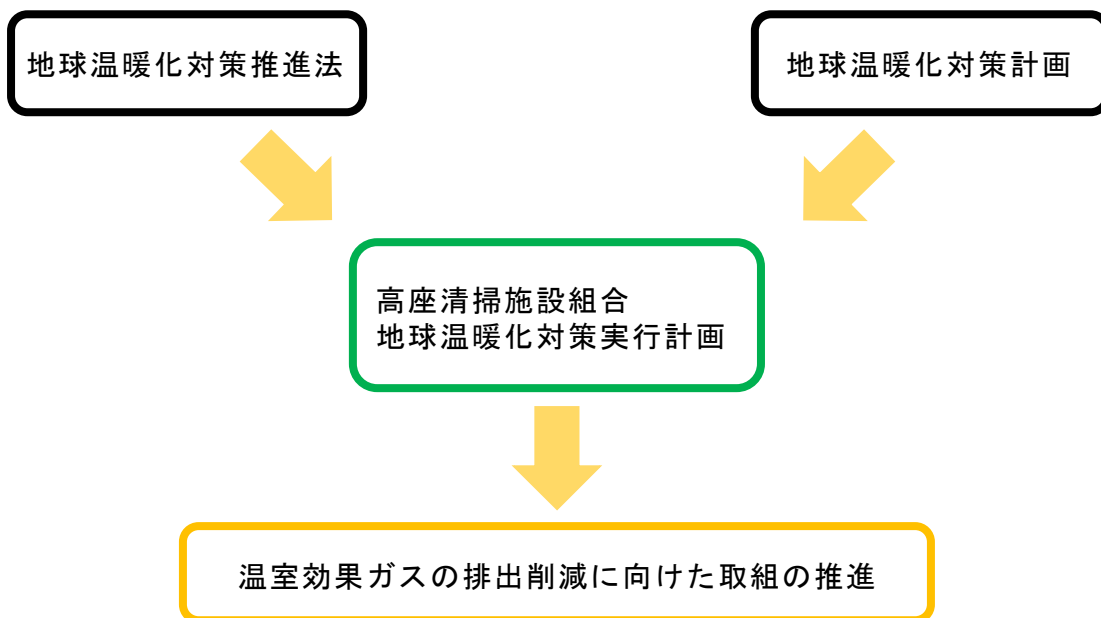 地球温暖化対策推進法
地球温暖化対策計画
高座清掃施設組合
地球温暖化対策実行計画
温室効果ガスの排出削減に向けた取組の推進